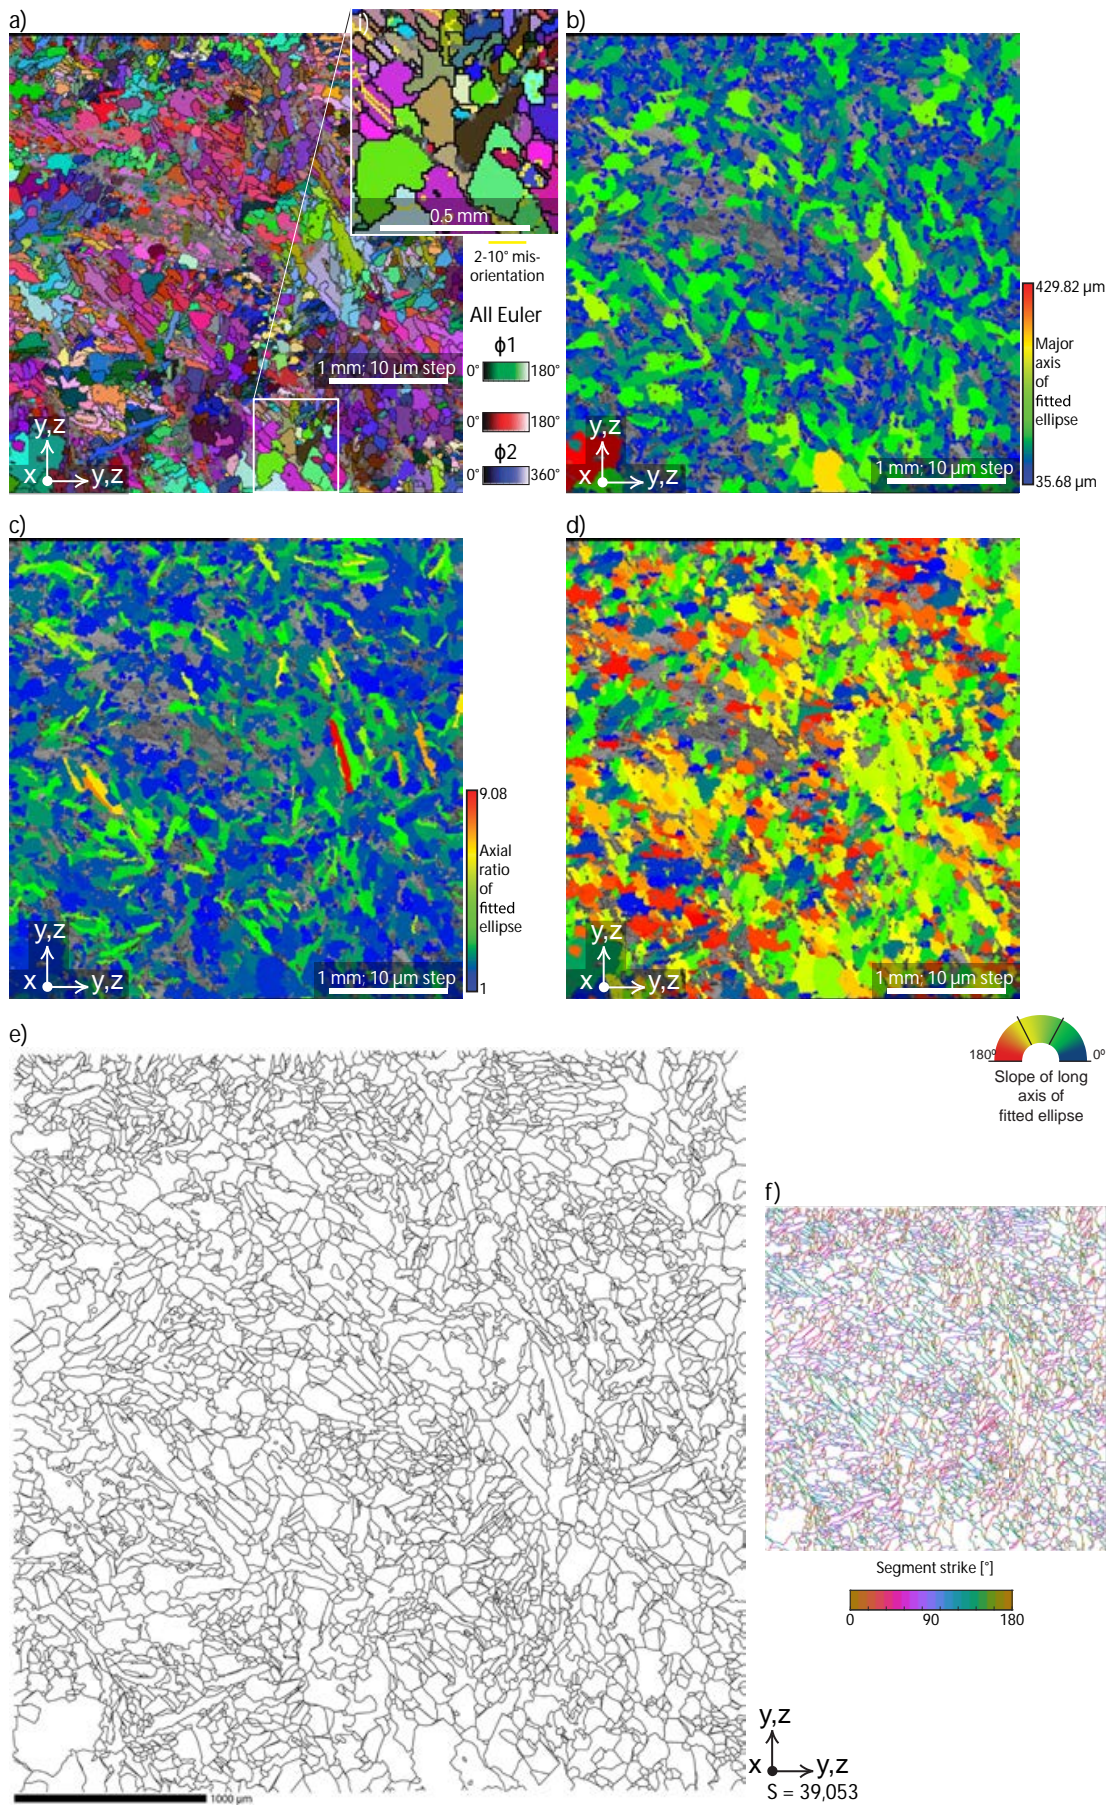 a)
i)
0.5 mm
2-10° mis-
orientation
All Euler
ϕ1
0°
180°
0°
180°
ϕ2
0°
360°
1 mm; 10 µm step
y,z
x
y,z
b)
429.82 µm
Major
axis
of
fitted
ellipse
35.68 µm
1 mm; 10 µm step
y,z
x
y,z
c)
9.08
Axial
ratio
of
fitted
ellipse
1
1 mm; 10 µm step
y,z
x
y,z
d)
1 mm; 10 µm step
y,z
x
y,z
180º
0º
Slope of long
axis of
fitted ellipse
e)
1000 µm
f)
Segment strike [°]
0
90
180
y,z
x
y,z
S = 39,053